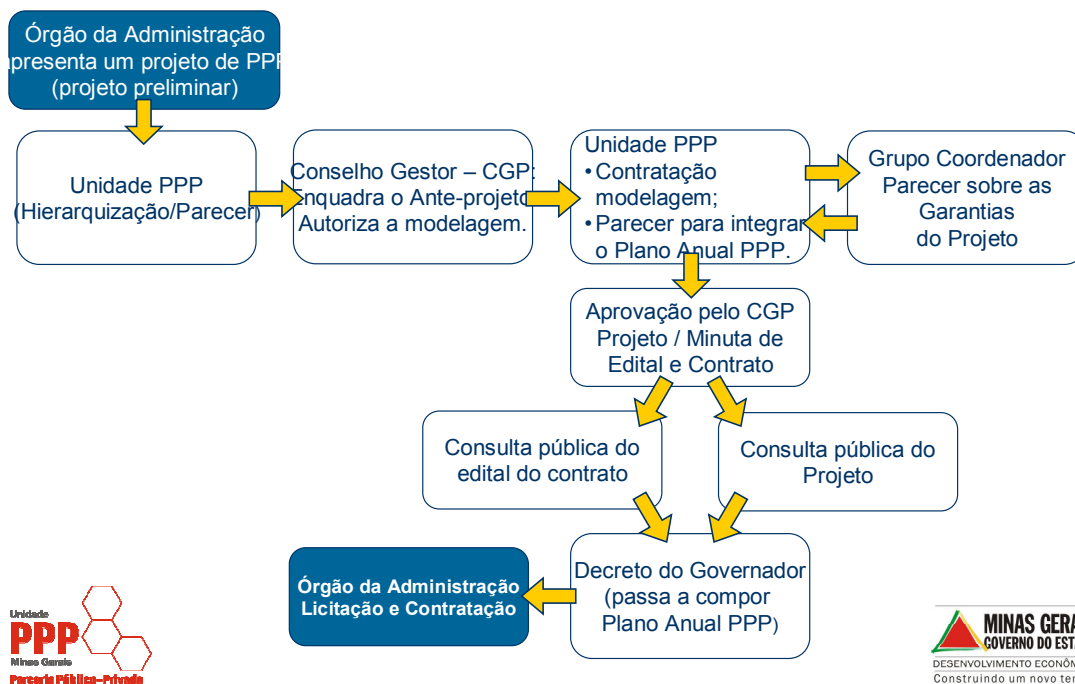 Órgão da Administração
apresenta um projeto de PPP
(projeto preliminar)
Unidade PPP
(Hierarquização/Parecer)
Conselho Gestor – CGP:
Enquadra o Ante-projeto
Autoriza a modelagem.
Unidade PPP
• Contratação
modelagem;
• Parecer para integrar
o Plano Anual PPP.
Grupo Coordenador
Parecer sobre as
Garantias
do Projeto
Aprovação pelo CGP
Projeto / Minuta de
Edital e Contrato
Consulta pública do
edital do contrato
Consulta pública do
Projeto
Decreto do Governador
(passa a compor
Plano Anual PPP)
Órgão da Administração
Licitação e Contratação
Unidade
PPP
Minas Gerais
Parceria Público-Privada
MINAS GERA
GOVERNO DO EST
DESENVOLVIMENTO ECONÔM
Construindo um novo tem